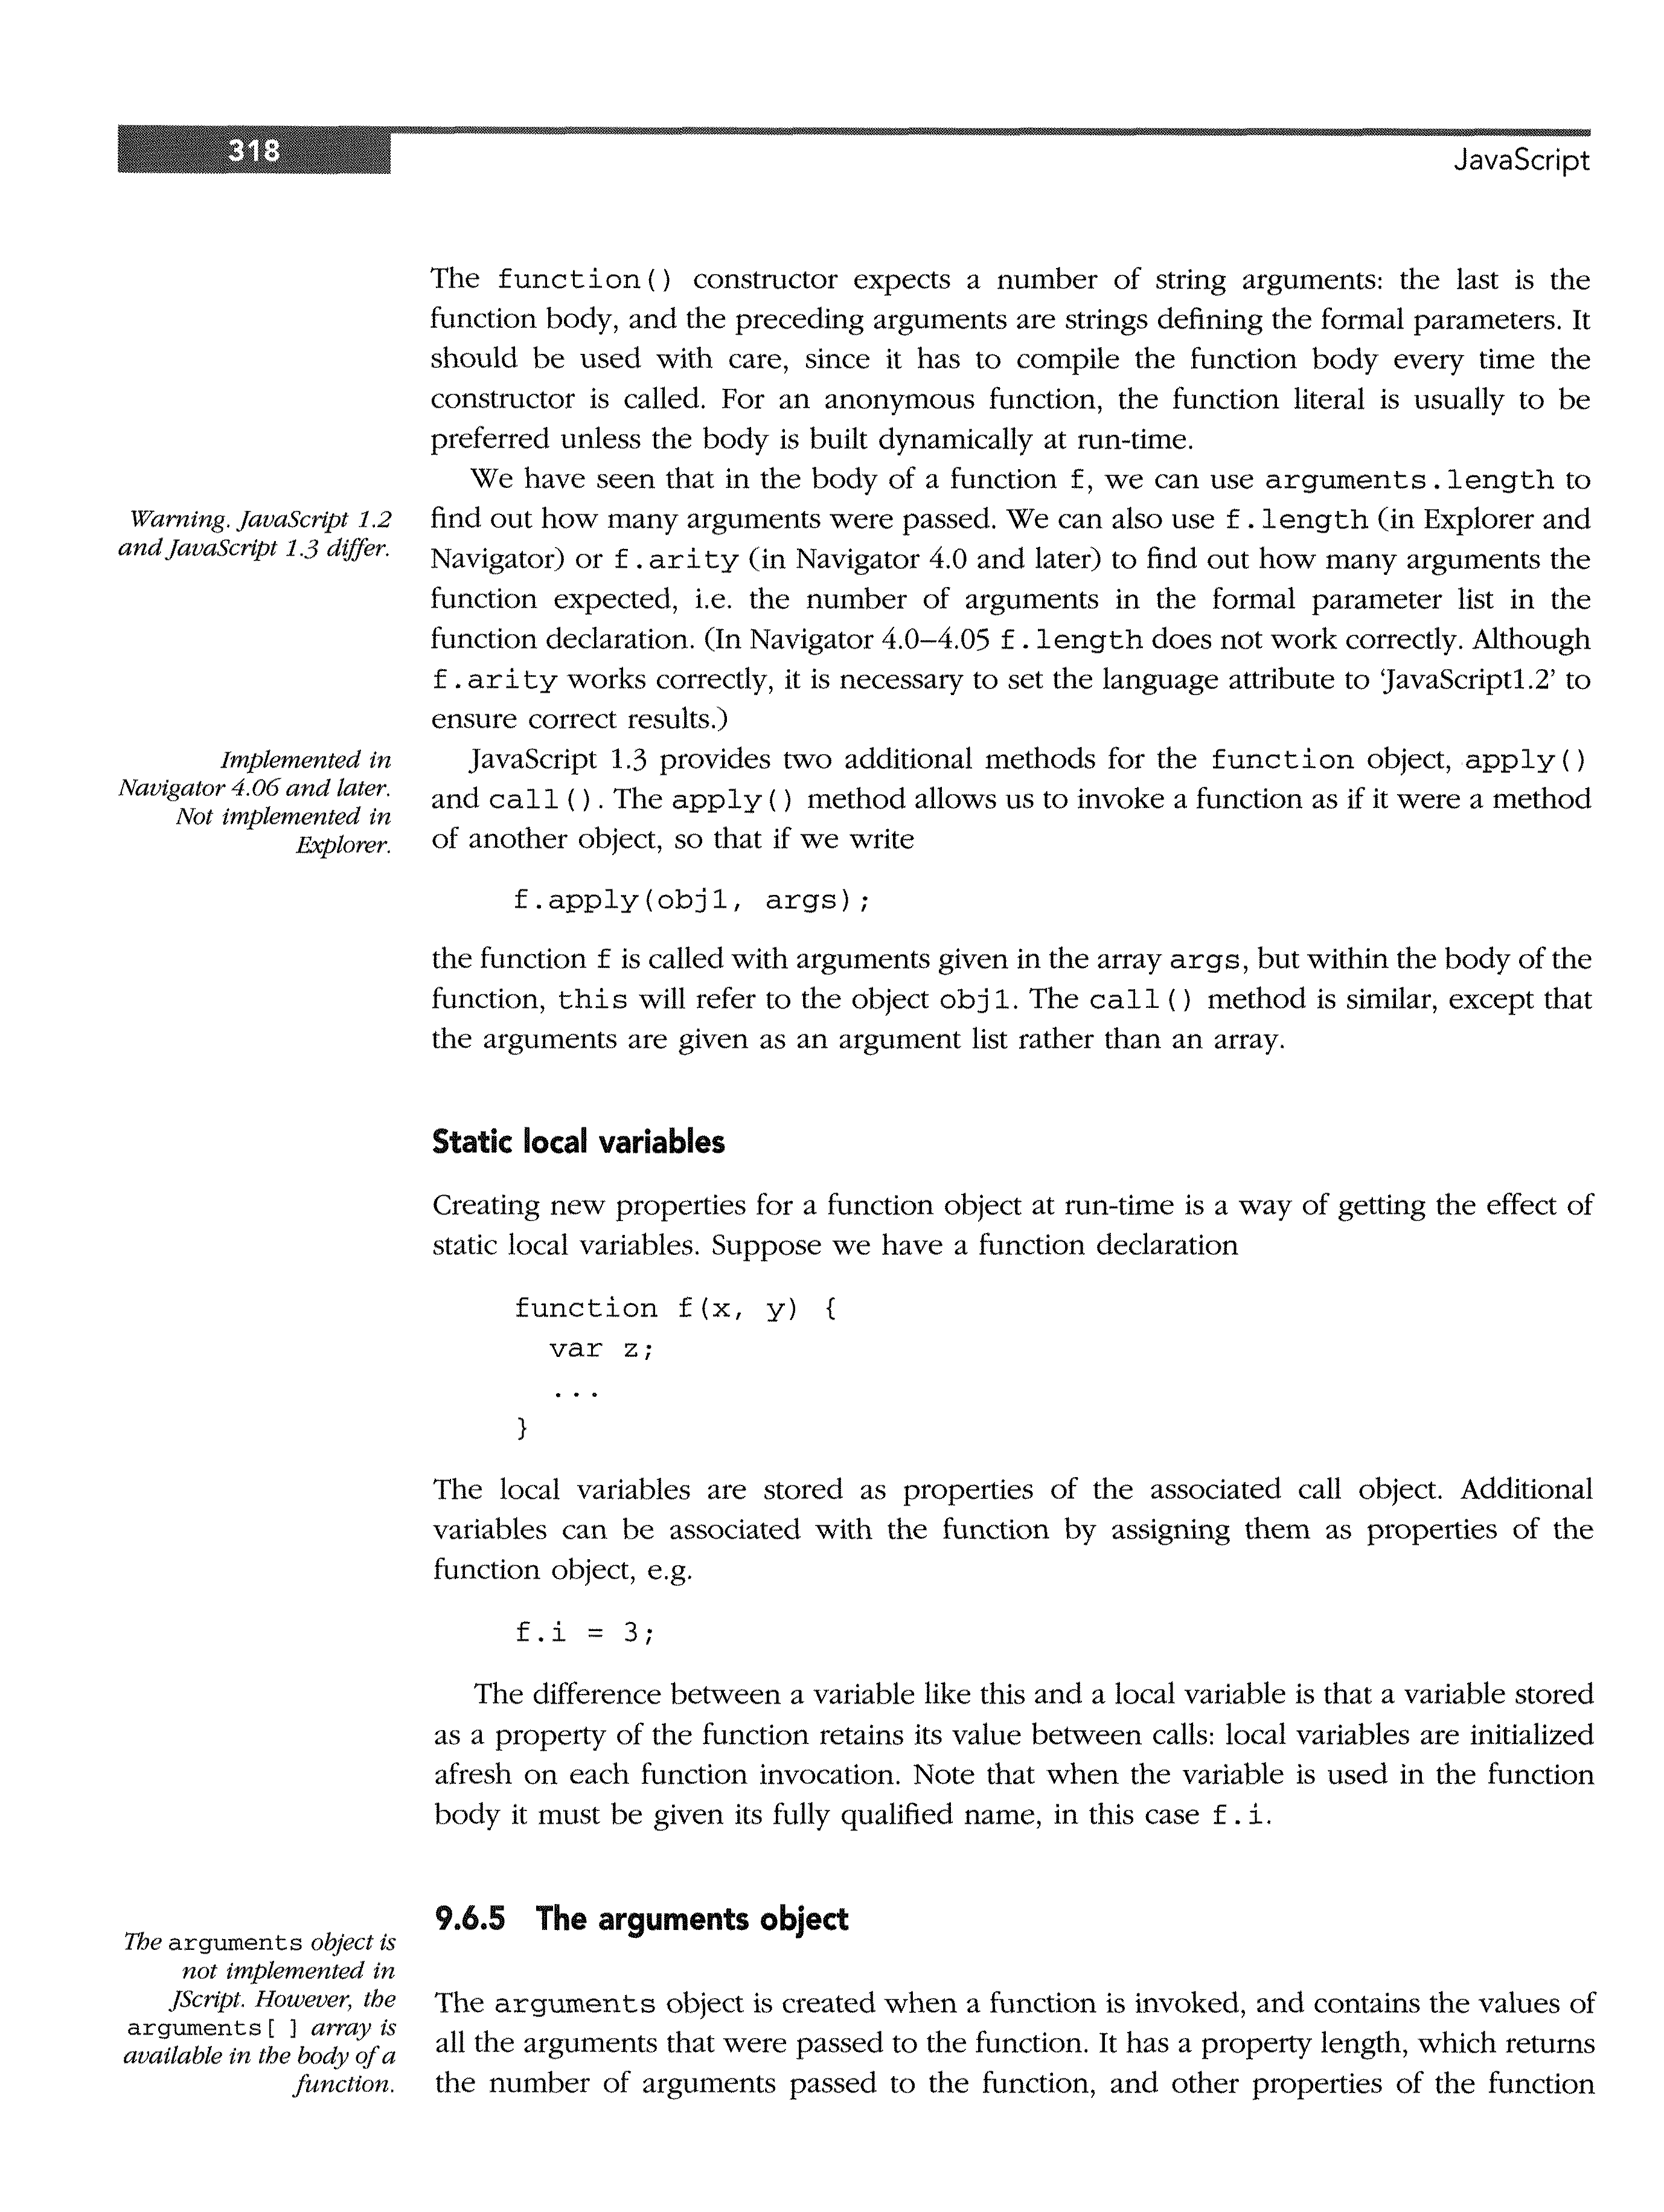 318
JavaScript
The function() constructor expects a number of string arguments: the last is the
function body, and the preceding arguments are strings defining the formal parameters. It
should be used with care, since it has to compile the function body every time the
constructor is called. For an anonymous function, the function literal is usually to be
preferred unless the body is built dynamically at run-time.
We have seen that in the body of a function f, we can use arguments.length to
Warning. JavaScript 1.2
and JavaScript 1.3 differ.
find out how many arguments were passed. We can also use f.length (in Explorer and
Navigator) or f.arity (in Navigator 4.0 and later) to find out how many arguments the
function expected, i.e. the number of arguments in the formal parameter list in the
function declaration. (In Navigator 4.0–4.05 f.length does not work correctly. Although
f.arity works correctly, it is necessary to set the language attribute to ‘JavaScript1.2’ to
ensure correct results.)
Implemented in
Navigator 4.06 and later.
Not implemented in
Explorer.
JavaScript 1.3 provides two additional methods for the function object, apply()
and call(). The apply() method allows us to invoke a function as if it were a method
of another object, so that if we write
f.apply(obj1, args);
the function f is called with arguments given in the array args, but within the body of the
function, this will refer to the object obj1. The call() method is similar, except that
the arguments are given as an argument list rather than an array.
Static local variables
Creating new properties for a function object at run-time is a way of getting the effect of
static local variables. Suppose we have a function declaration
function f(x, y) {
var z;
...
}
The local variables are stored as properties of the associated call object. Additional
variables can be associated with the function by assigning them as properties of the
function object, e.g.
f.i = 3;
The difference between a variable like this and a local variable is that a variable stored
as a property of the function retains its value between calls: local variables are initialized
afresh on each function invocation. Note that when the variable is used in the function
body it must be given its fully qualified name, in this case f.i.
9.6.5 The arguments object
The arguments object is
not implemented in
JScript. However, the
arguments[ ] array is
available in the body of a
function.
The arguments object is created when a function is invoked, and contains the values of
all the arguments that were passed to the function. It has a property length, which returns
the number of arguments passed to the function, and other properties of the function